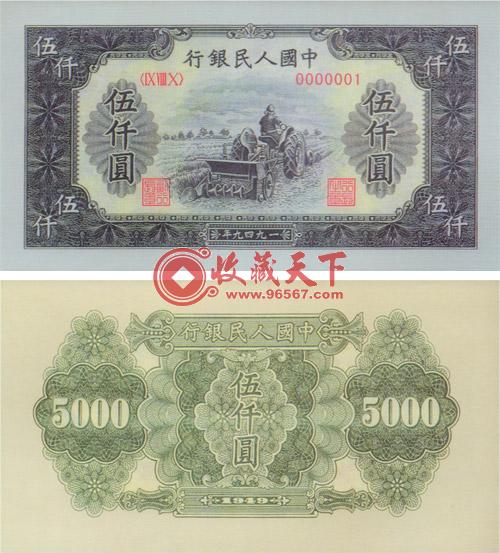 伍仟 伍仟
行銀民人國中
(IX VIII X) 0000001
伍仟圓 伍仟圓
伍仟 伍仟
年九四九一
收藏天下
www.96567.com
行銀民人國中
5000 伍仟圓 5000
1949